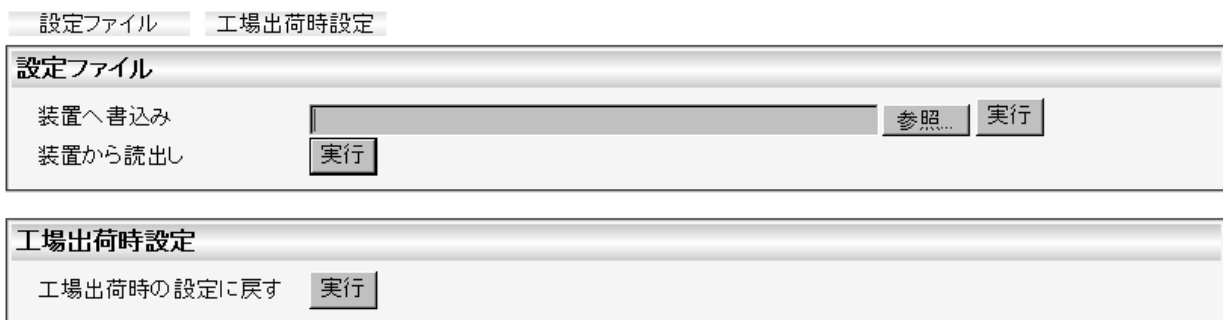 設定ファイル 工場出荷時設定
設定ファイル
装置へ書込み 参照... 実行
装置から読出し 実行
工場出荷時設定
工場出荷時の設定に戻す 実行